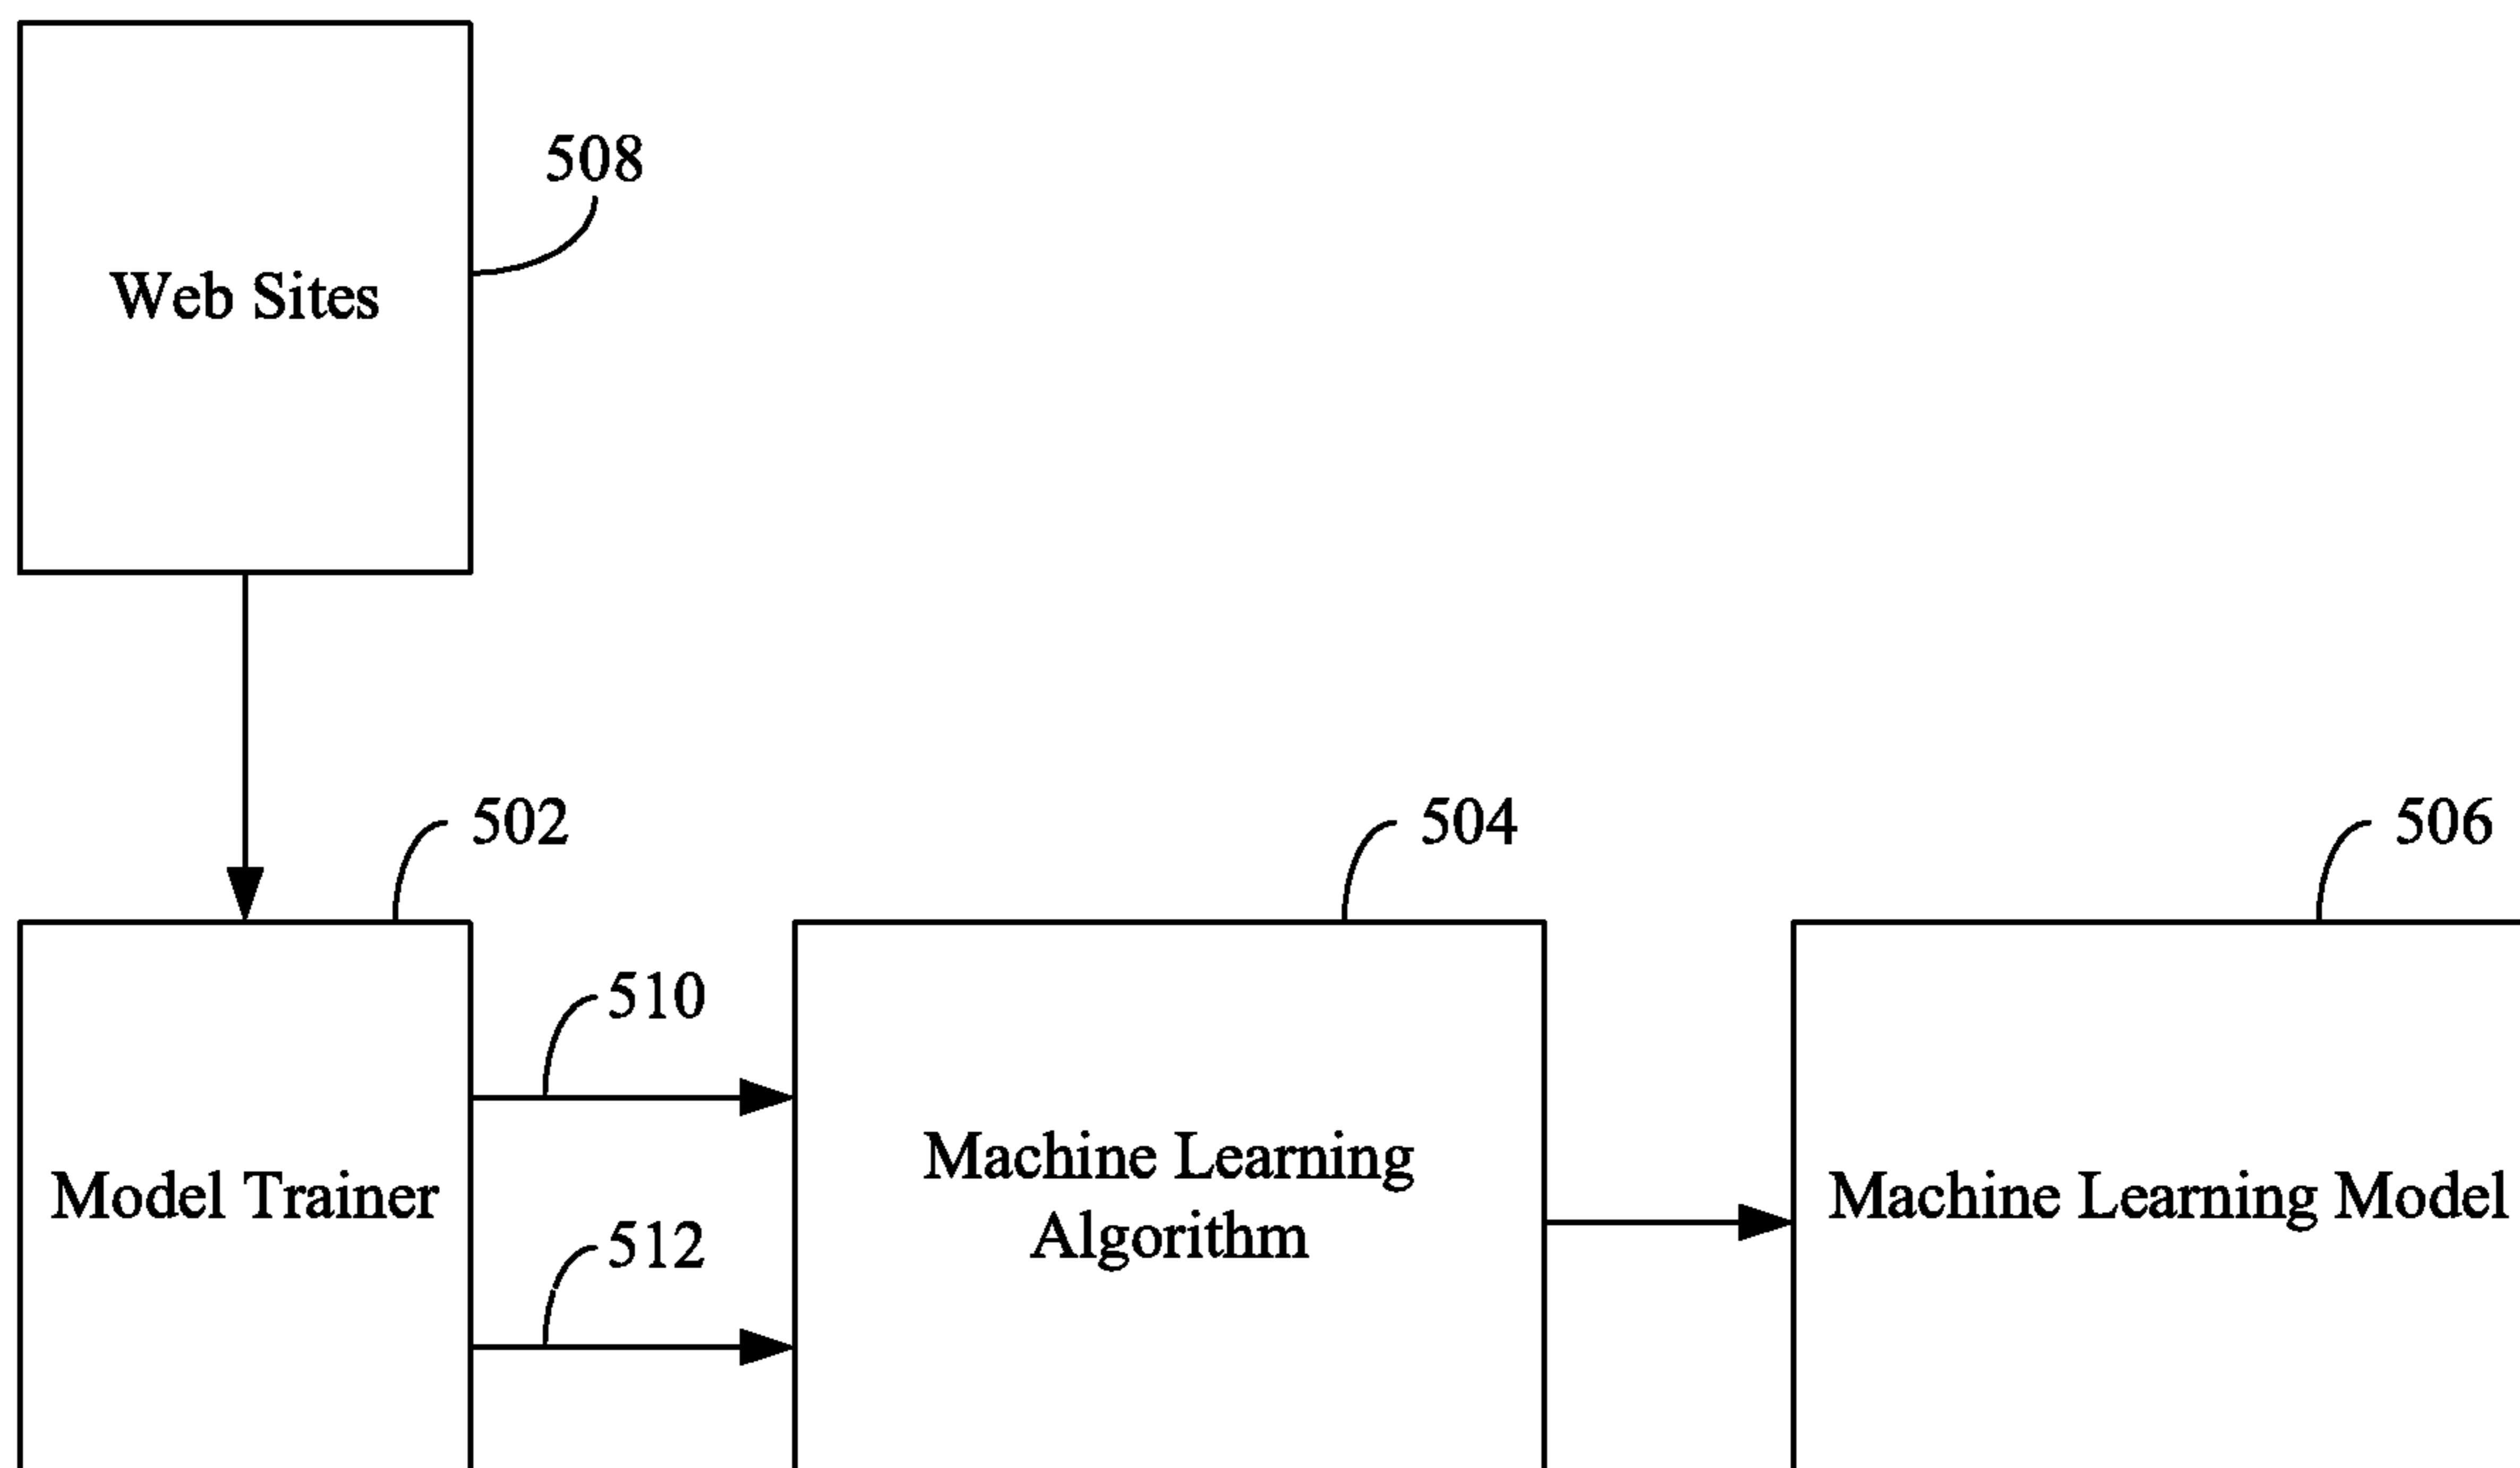 508
Web Sites
502
504
506
510
Machine Learning
Algorithm
Model Trainer
Machine Learning Model
512